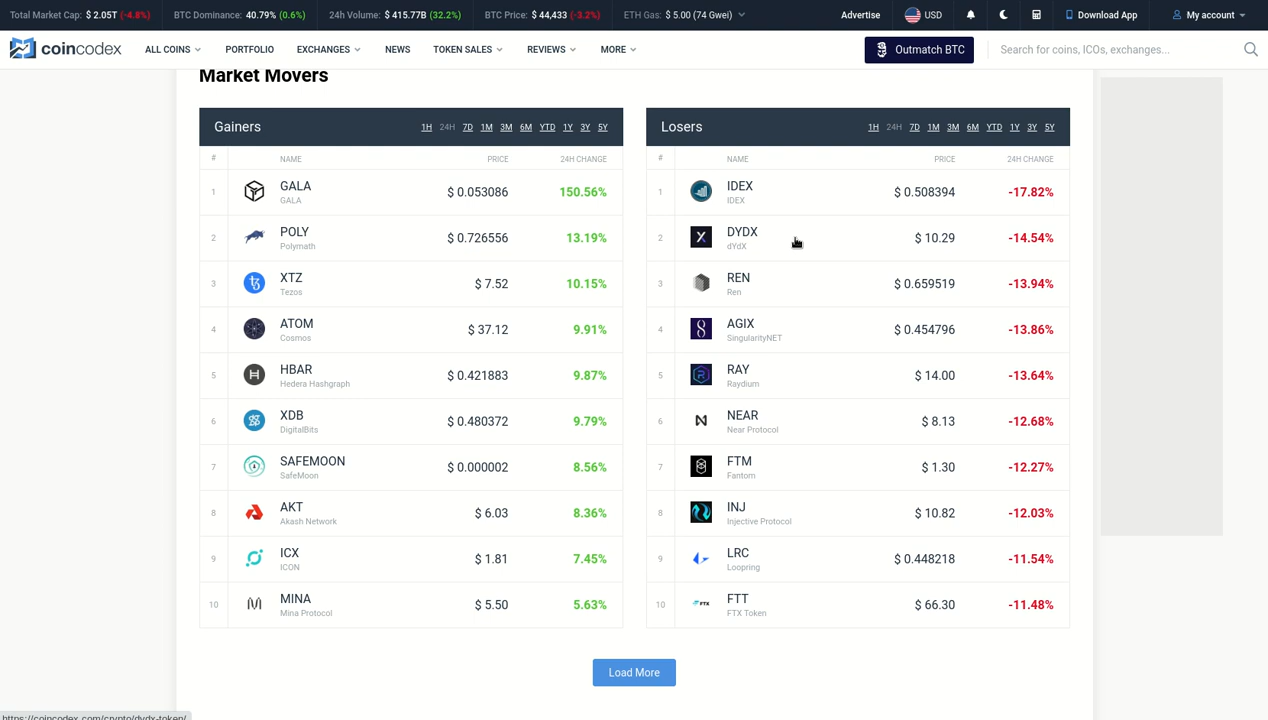 Total Market Cap: $ 2.05T (-4.8%) BTC Dominance: 40.79% (0.6%) 24h Volume: $ 415.77B (32.2%) BTC Price: $ 44,433 (-3.2%) ETH Gas: $ 5.00 (74 Gwei) Advertise USD Download App My account
coincodex ALL COINS PORTFOLIO EXCHANGES NEWS TOKEN SALES REVIEWS MORE Outmatch BTC Search for coins, ICOs, exchanges...
Market Movers
Gainers 1H 24H 7D 1M 3M 6M YTD 1Y 3Y 5Y
# NAME PRICE 24H CHANGE
1 GALA $ 0.053086 150.56%
GALA
2 POLY $ 0.726556 13.19%
Polymath
3 XTZ $ 7.52 10.15%
Tezos
4 ATOM $ 37.12 9.91%
Cosmos
5 HBAR $ 0.421883 9.87%
Hedera Hashgraph
6 XDB $ 0.480372 9.79%
DigitalBits
7 SAFEMOON $ 0.000002 8.56%
SafeMoon
8 AKT $ 6.03 8.36%
Akash Network
9 ICX $ 1.81 7.45%
ICON
10 MINA $ 5.50 5.63%
Mina Protocol
Losers 1H 24H 7D 1M 3M 6M YTD 1Y 3Y 5Y
# NAME PRICE 24H CHANGE
1 IDEX $ 0.508394 -17.82%
IDEX
2 DYDX $ 10.29 -14.54%
dYdX
3 REN $ 0.659519 -13.94%
Ren
4 AGIX $ 0.454796 -13.86%
SingularityNET
5 RAY $ 14.00 -13.64%
Raydium
6 NEAR $ 8.13 -12.68%
Near Protocol
7 FTM $ 1.30 -12.27%
Fantom
8 INJ $ 10.82 -12.03%
Injective Protocol
9 LRC $ 0.448218 -11.54%
Loopring
10 FTX FTT $ 66.30 -11.48%
FTX Token
Load More
https://coincodex.com/crypto/dydx-token/